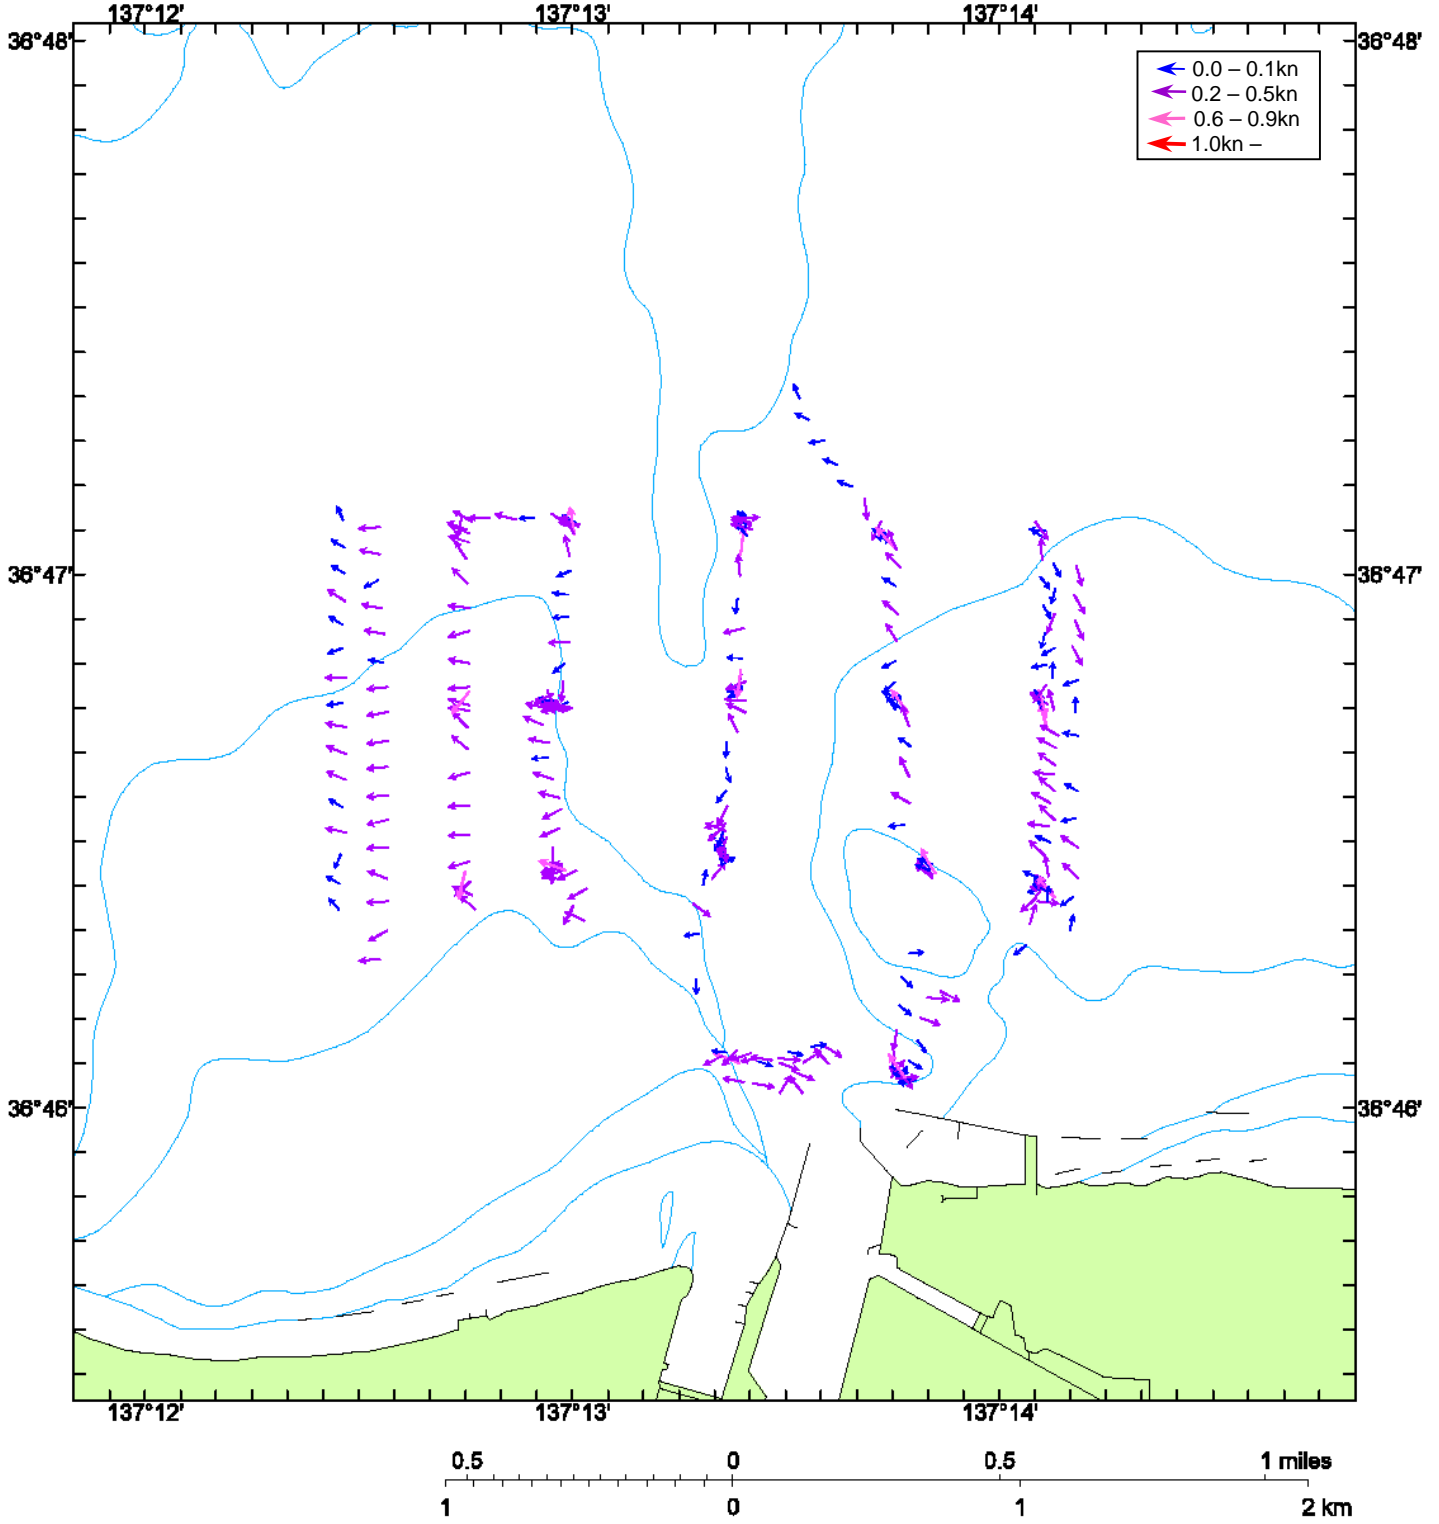 137°12' 137°13' 137°14'
36°48' 36°48'
0.0 – 0.1kn
0.2 – 0.5kn
0.6 – 0.9kn
1.0kn –
36°47' 36°47'
36°46' 36°46'
137°12' 137°13' 137°14'
0.5 0 0.5 1 miles
1 0 1 2 km